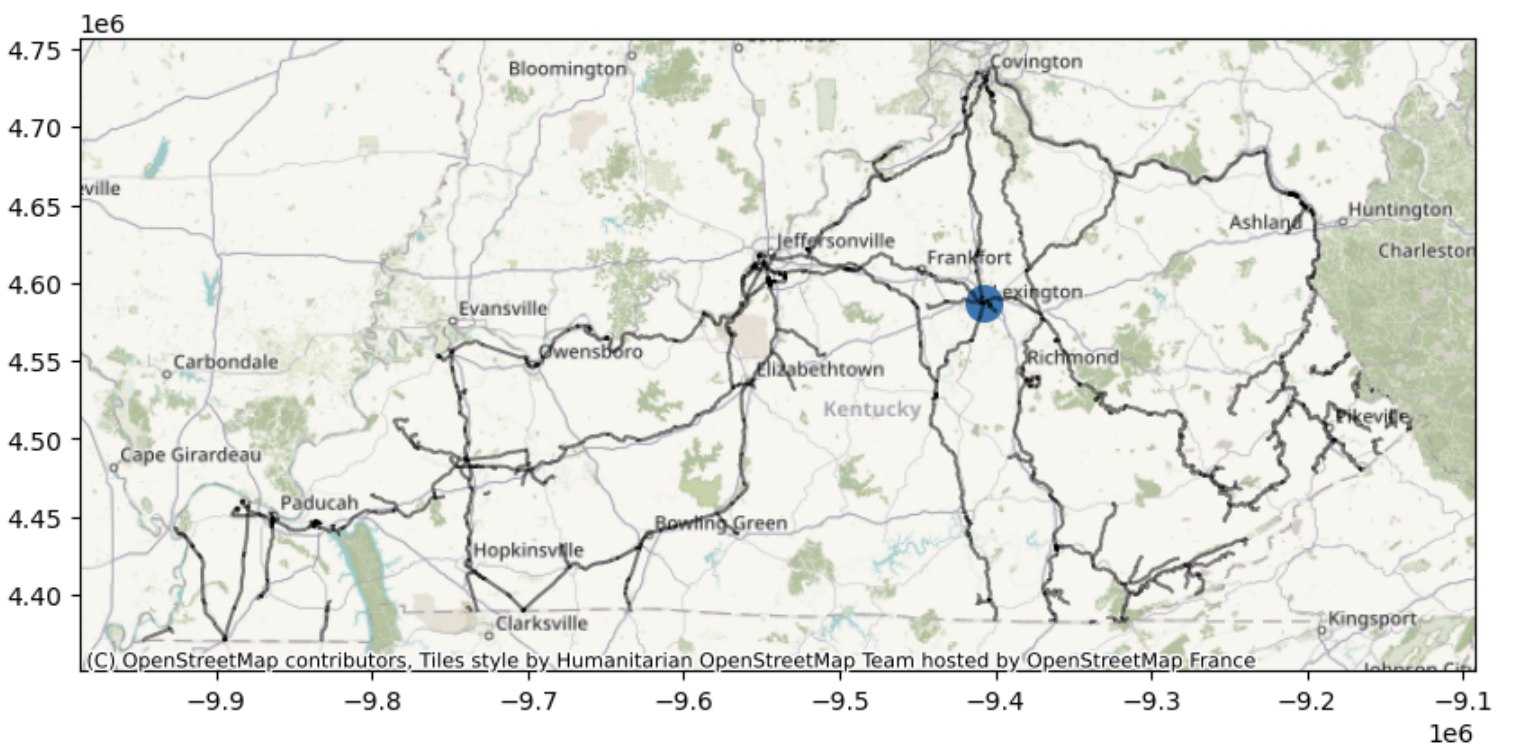 1e6
4.75
Bloomington
Covington
4.70
ville
4.65
Huntington
Ashland
Jeffersonville
Charleston
Frankfort
4.60
exington
Evansville
4.55
Owensboro
Carbondale
Richmond
Elizabethtown
Kentucky
4.50
Pikeville
Cape Girardeau
Paducah
4.45
Bowling Green
Hopkinsville
4.40
Clarksville
Kingsport
(C) OpenStreetMap contributors, Tiles style by Humanitarian OpenStreetMap Team hosted by OpenStreetMap France
−9.9 −9.8 −9.7 −9.6 −9.5 −9.4 −9.3 −9.2 −9.1
1e6